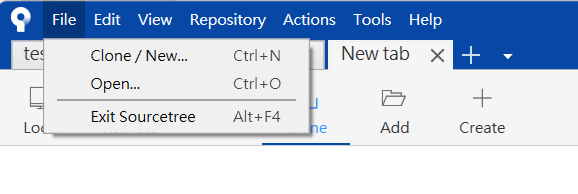 File Edit View Repository Actions Tools Help
New tab
Clone / New... Ctrl+N
Open... Ctrl+O
Exit Sourcetree Alt+F4
Add Create